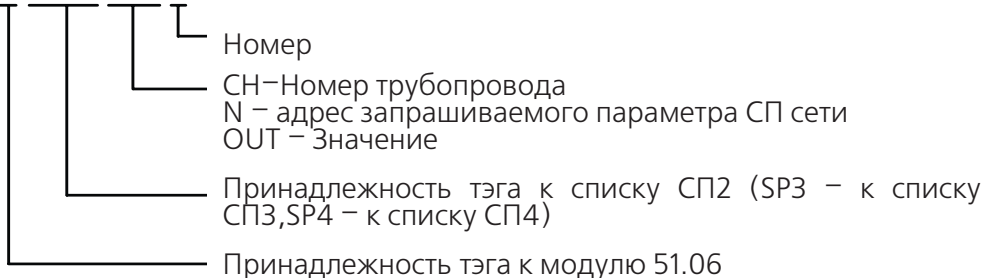 Номер
CH–Номер трубопровода
N – адрес запрашиваемого параметра СП сети
OUT – Значение
Принадлежность тэга к списку СП2 (SP3 – к списку
СП3,SP4 – к списку СП4)
Принадлежность тэга к модулю 51.06